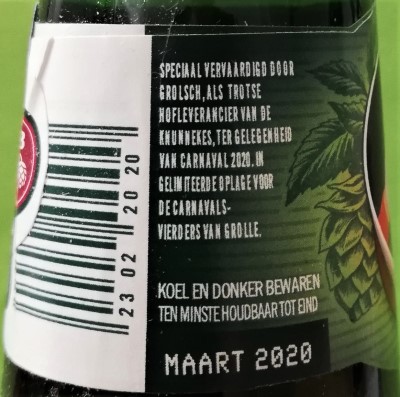 SPECIAAL VERVAARDIGD DOOR
GROLSCH, ALS TROTSE
HOFLEVERANCIER VAN DE
KNUNNEKES, TER GELEGENHEID
VAN CARNAVAL 2020. IN
GELIMITEERDE OPLAGE VOOR
DE CARNAVALS-
VIERDERS VAN GROLLE.
KOEL EN DONKER BEWAREN
TEN MINSTE HOUDBAAR TOT EIND
MAART 2020
23 02 20 20